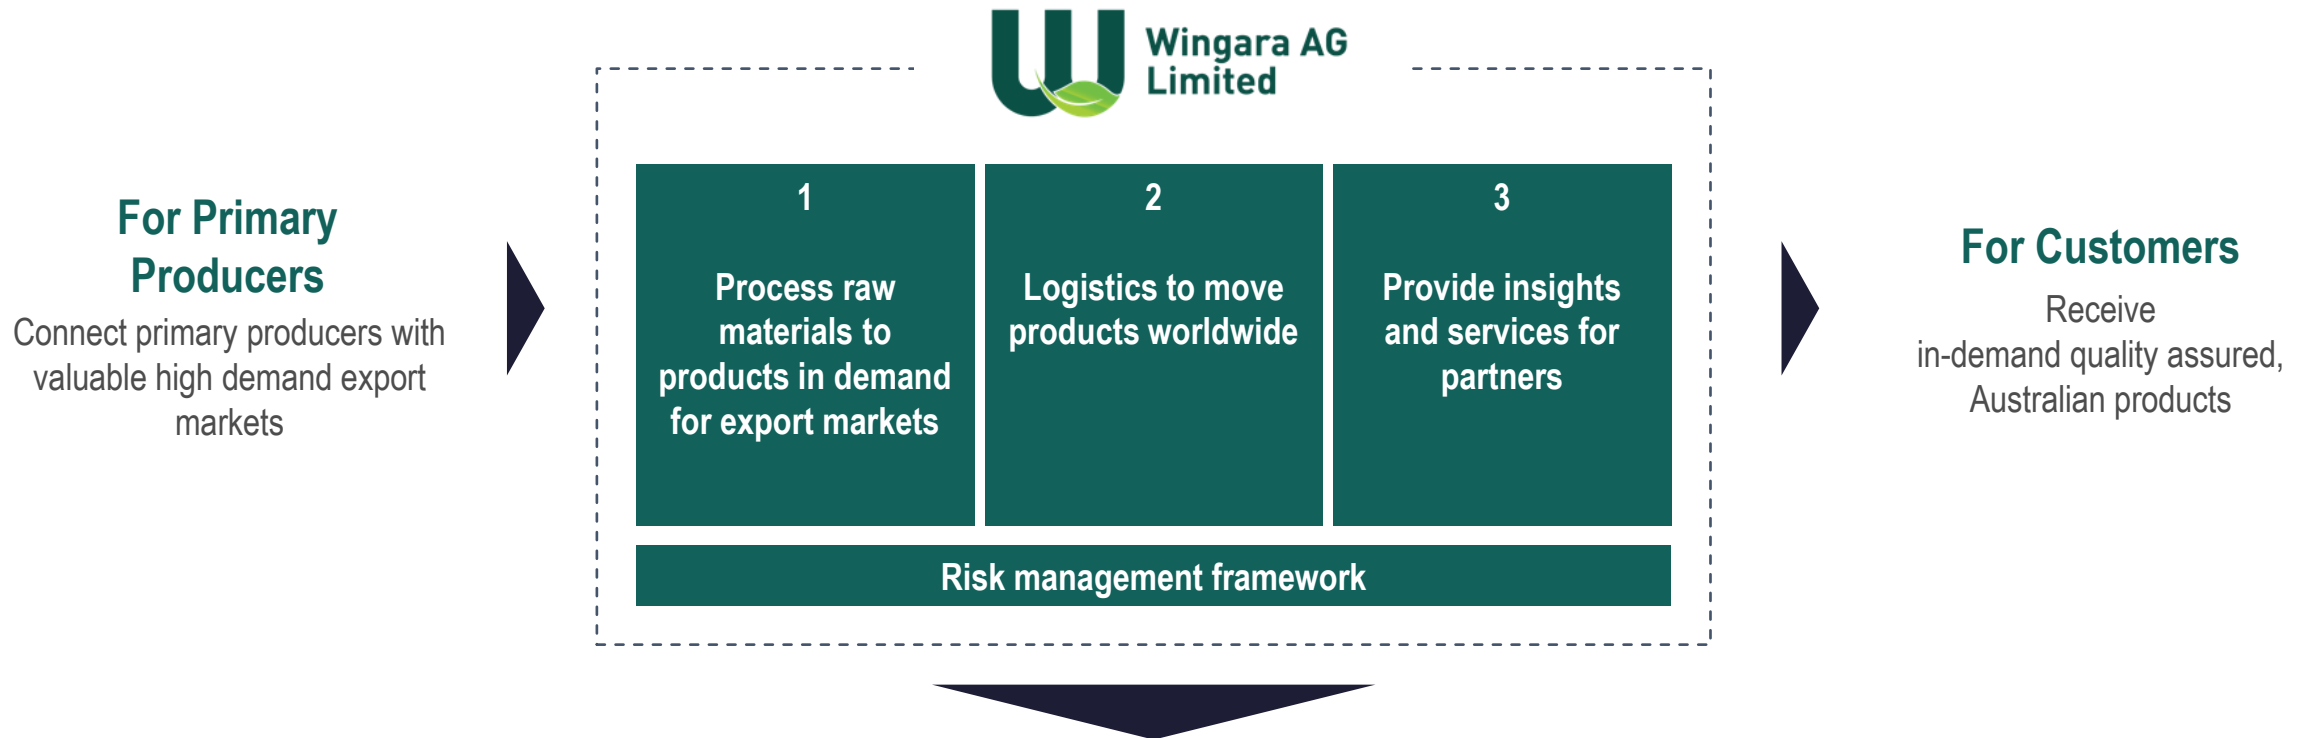 Wingara AG
Limited
For Primary
Producers
Connect primary producers with
valuable high demand export
markets
1
Process raw
materials to
products in demand
for export markets
2
Logistics to move
products worldwide
3
Provide insights
and services for
partners
Risk management framework
For Customers
Receive
in-demand quality assured,
Australian products